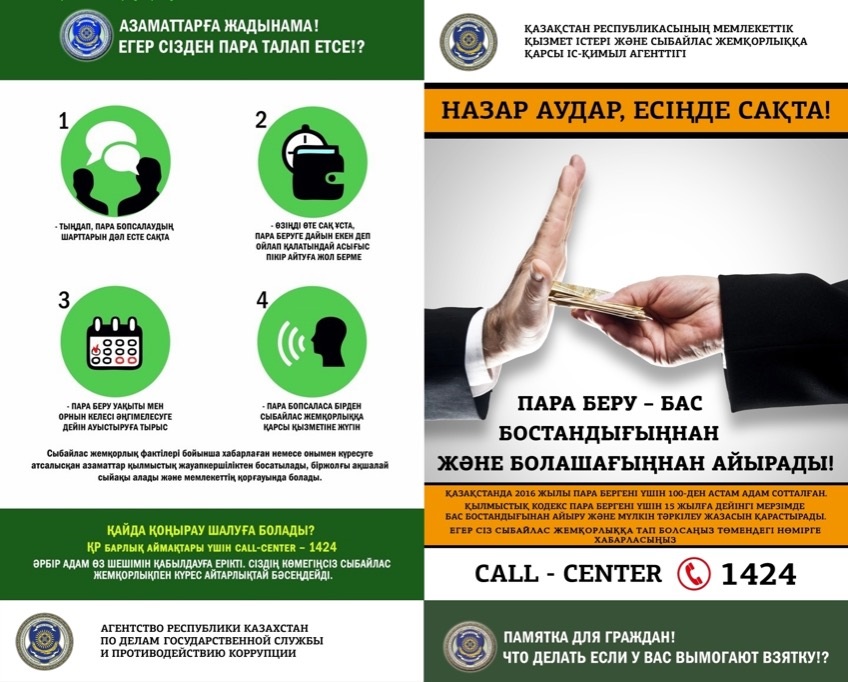 АЗАМАТТАРҒА ЖАДЫНАМА!
ЕГЕР СІЗДЕН ПАРА ТАЛАП ЕТСЕ!?
1
- ТЫҢДАП, ПАРА БОПСАЛАУДЫҢ
ШАРТТАРЫН ДӘЛ ЕСТЕ САҚТА
2
- ӨЗІҢДІ ӨТЕ САҚ ҰСТА,
ПАРА БЕРУГЕ ДАЙЫН ЕКЕН ДЕП
ОЙЛАП ҚАЛАТЫНДАЙ АСЫҒЫС
ПІКІР АЙТУҒА ЖОЛ БЕРМЕ
3
- ПАРА БЕРУ УАҚЫТЫ МЕН
ОРНЫН КЕЛЕСІ ӘҢГІМЕЛЕСУГЕ
ДЕЙІН АУЫСТЫРУҒА ТЫРЫС
4
- ПАРА БОПСАЛАСА БІРДЕН
СЫБАЙЛАС ЖЕМҚОРЛЫҚҚА
ҚАРСЫ ҚЫЗМЕТІНЕ ЖҮГІН
Сыбайлас жемқорлық фактілері бойынша хабарлаған немесе онымен күресуге
атсалысқан азаматтар қылмыстық жауапкершіліктен босатылады, біржолғы ақшалай
сыйақы алады және мемлекеттің қорғауында болады.
ҚАЙДА ҚОҢЫРАУ ШАЛУҒА БОЛАДЫ?
ҚР БАРЛЫҚ АЙМАҚТАРЫ ҮШІН CALL-CENTER – 1424
ӘРБІР АДАМ ӨЗ ШЕШІМІН ҚАБЫЛДАУҒА ЕРІКТІ. СІЗДІҢ КӨМЕГІҢСІЗ СЫБАЙЛАС
ЖЕМҚОРЛЫҚПЕН КҮРЕС АЙТАРЛЫҚТАЙ БӘСЕҢДЕЙДІ.
АГЕНТСТВО РЕСПУБЛИКИ КАЗАХСТАН
ПО ДЕЛАМ ГОСУДАРСТВЕННОЙ СЛУЖБЫ
И ПРОТИВОДЕЙСТВИЮ КОРРУПЦИИ
ҚАЗАҚСТАН РЕСПУБЛИКАСЫНЫҢ МЕМЛЕКЕТТІК
ҚЫЗМЕТ ІСТЕРІ ЖӘНЕ СЫБАЙЛАС ЖЕМҚОРЛЫҚҚА
ҚАРСЫ ІС-ҚИМЫЛ АГЕНТТІГІ
НАЗАР АУДАР, ЕСІҢДЕ САҚТА!
ПАРА БЕРУ – БАС
БОСТАНДЫҒЫҢНАН
ЖӘНЕ БОЛАШАҒЫҢНАН АЙЫРАДЫ!
ҚАЗАҚСТАНДА 2016 ЖЫЛЫ ПАРА БЕРГЕНІ ҮШІН 100-ДЕН АСТАМ АДАМ СОТТАЛҒАН.
ҚЫЛМЫСТЫҚ КОДЕКС ПАРА БЕРГЕНІ ҮШІН 15 ЖЫЛҒА ДЕЙІНГІ МЕРЗІМДЕ
БАС БОСТАНДЫҒЫНАН АЙЫРУ ЖӘНЕ МҮЛКІН ТӘРКІЛЕУ ЖАЗАСЫН ҚАРАСТЫРАДЫ.
ЕГЕР СІЗ СЫБАЙЛАС ЖЕМҚОРЛЫҚҚА ТАП БОЛСАҢЫЗ ТӨМЕНДЕГІ НӨМІРГЕ
ХАБАРЛАСЫҢЫЗ
CALL - CENTER 1424
ПАМЯТКА ДЛЯ ГРАЖДАН!
ЧТО ДЕЛАТЬ ЕСЛИ У ВАС ВЫМОГАЮТ ВЗЯТКУ!?